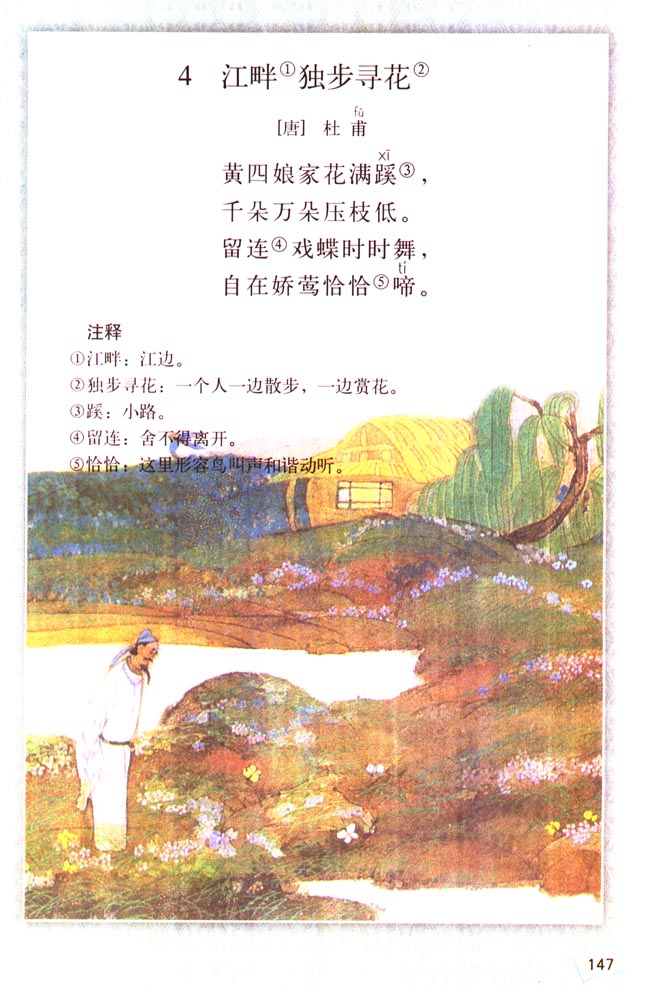 4 江畔①独步寻花②
fǔ
［唐］ 杜 甫
xī
黄四娘家花满蹊③，
千朵万朵压枝低。
留连④戏蝶时时舞，
tí
自在娇莺恰恰⑤啼。
注释
①江畔：江边。
②独步寻花：一个人一边散步，一边赏花。
③蹊：小路。
④留连：舍不得离开。
⑤恰恰：这里形容鸟叫声和谐动听。
147